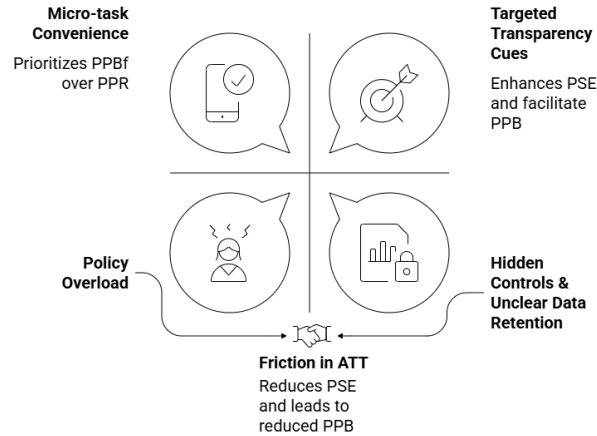 Micro-task
Convenience
Prioritizes PPBf
over PPR
Targeted
Transparency
Cues
Enhances PSE
and facilitate
PPB
Policy
Overload
Hidden
Controls &
Unclear Data
Retention
Friction in ATT
Reduces PSE
and leads to
reduced PPB